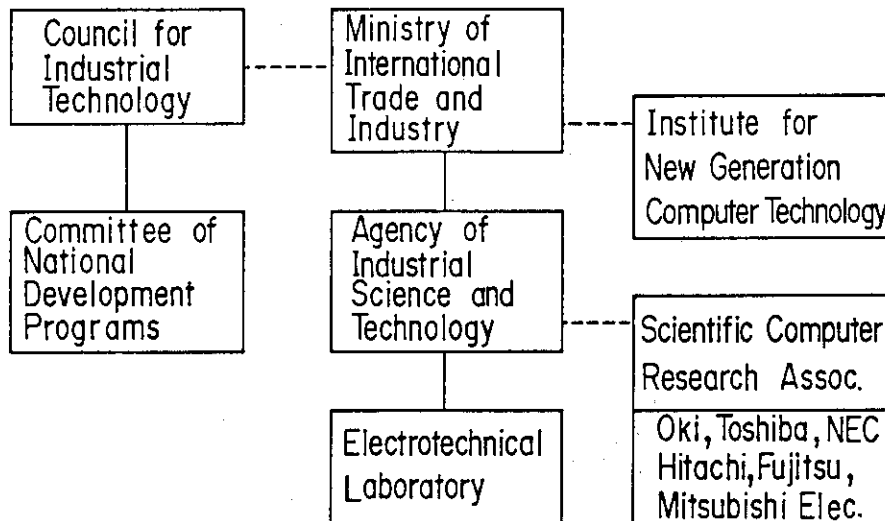 Council for
Industrial
Technology
Ministry of
International
Trade and
Industry
Institute for
New Generation
Computer Technology
Committee of
National
Development
Programs
Agency of
Industrial
Science and
Technology
Scientific Computer
Research Assoc.
Electrotechnical
Laboratory
Oki, Toshiba, NEC
Hitachi, Fujitsu,
Mitsubishi Elec.